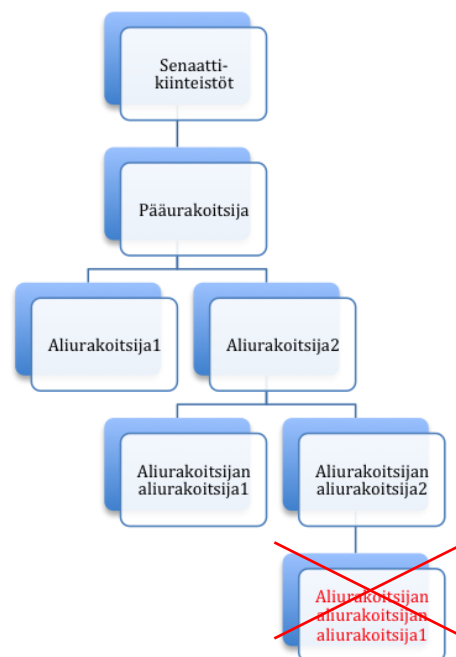 Senaatti-
kiinteistöt
Pääurakoitsija
Aliurakoitsija1
Aliurakoitsija2
Aliurakoitsijan
aliurakoitsija1
Aliurakoitsijan
aliurakoitsija2
Aliurakoitsijan
aliurakoitsijan
aliurakoitsija1